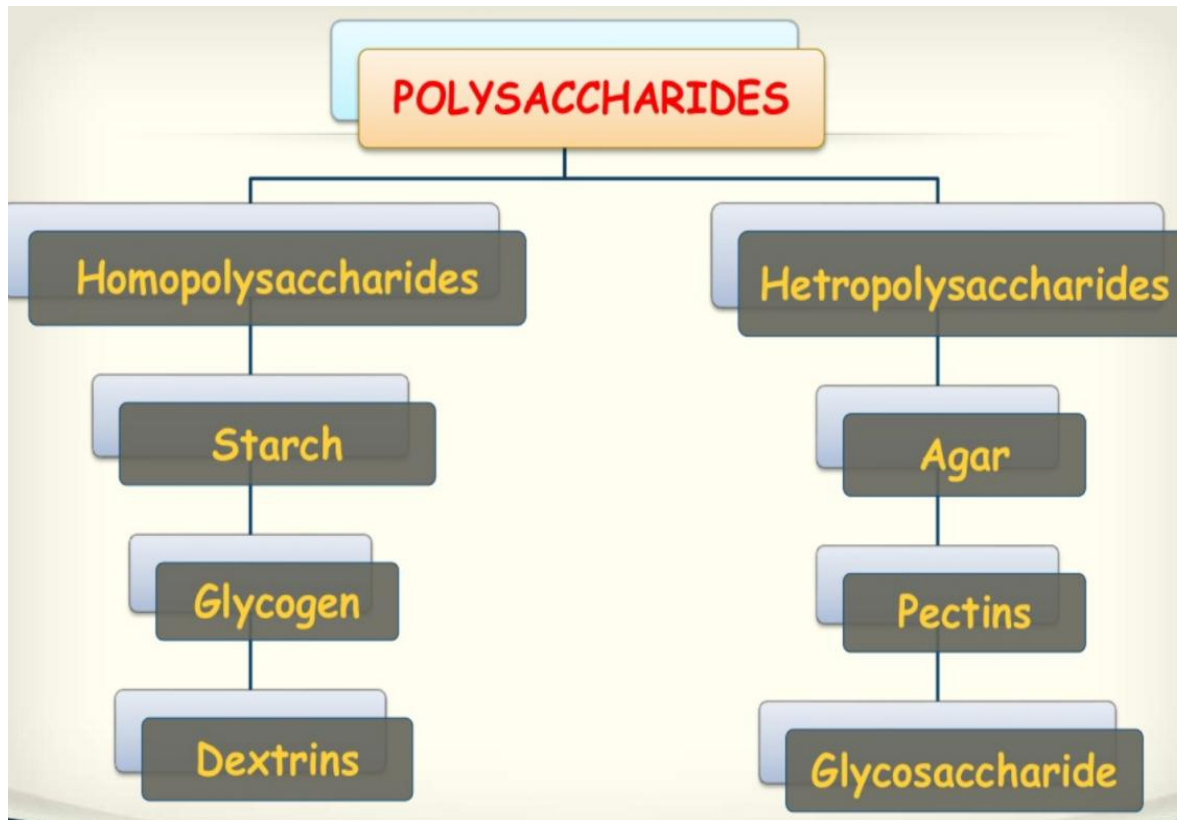 POLYSACCHARIDES
Homopolysaccharides
Hetropolysaccharides
Starch
Agar
Glycogen
Pectins
Dextrins
Glycosaccharide